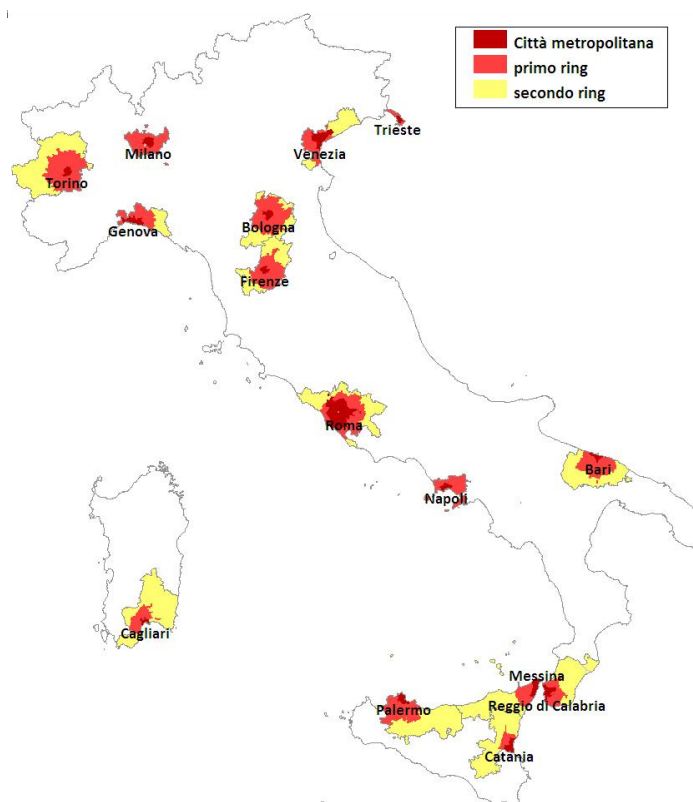 Città metropolitana
primo ring
secondo ring
Trieste
Milano
Venezia
Torino
Genova
Bologna
Firenze
Roma
Bari
Napoli
Cagliari
Messina
Palermo
Reggio di Calabria
Catania